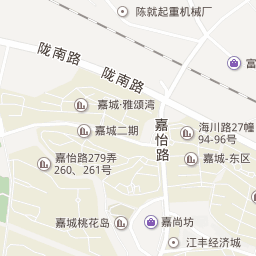 陈就起重机械厂
富
陇南路
陇南路
嘉城·雅颂湾
嘉城二期
嘉怡路
海川路27幢
94-96号
嘉怡路279弄
260、261号
嘉城-东区
嘉城桃花岛
嘉尚坊
江丰经济城